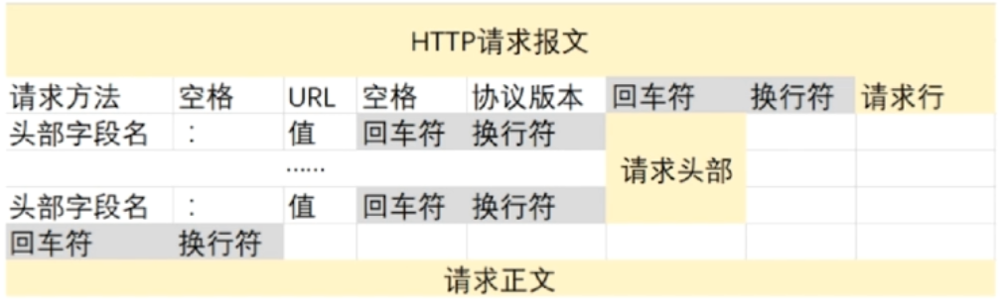 HTTP请求报文
请求方法 空格 URL 空格 协议版本 回车符 换行符 请求行
头部字段名 : 值 回车符 换行符
...... 请求头部
头部字段名 : 值 回车符 换行符
回车符 换行符
请求正文